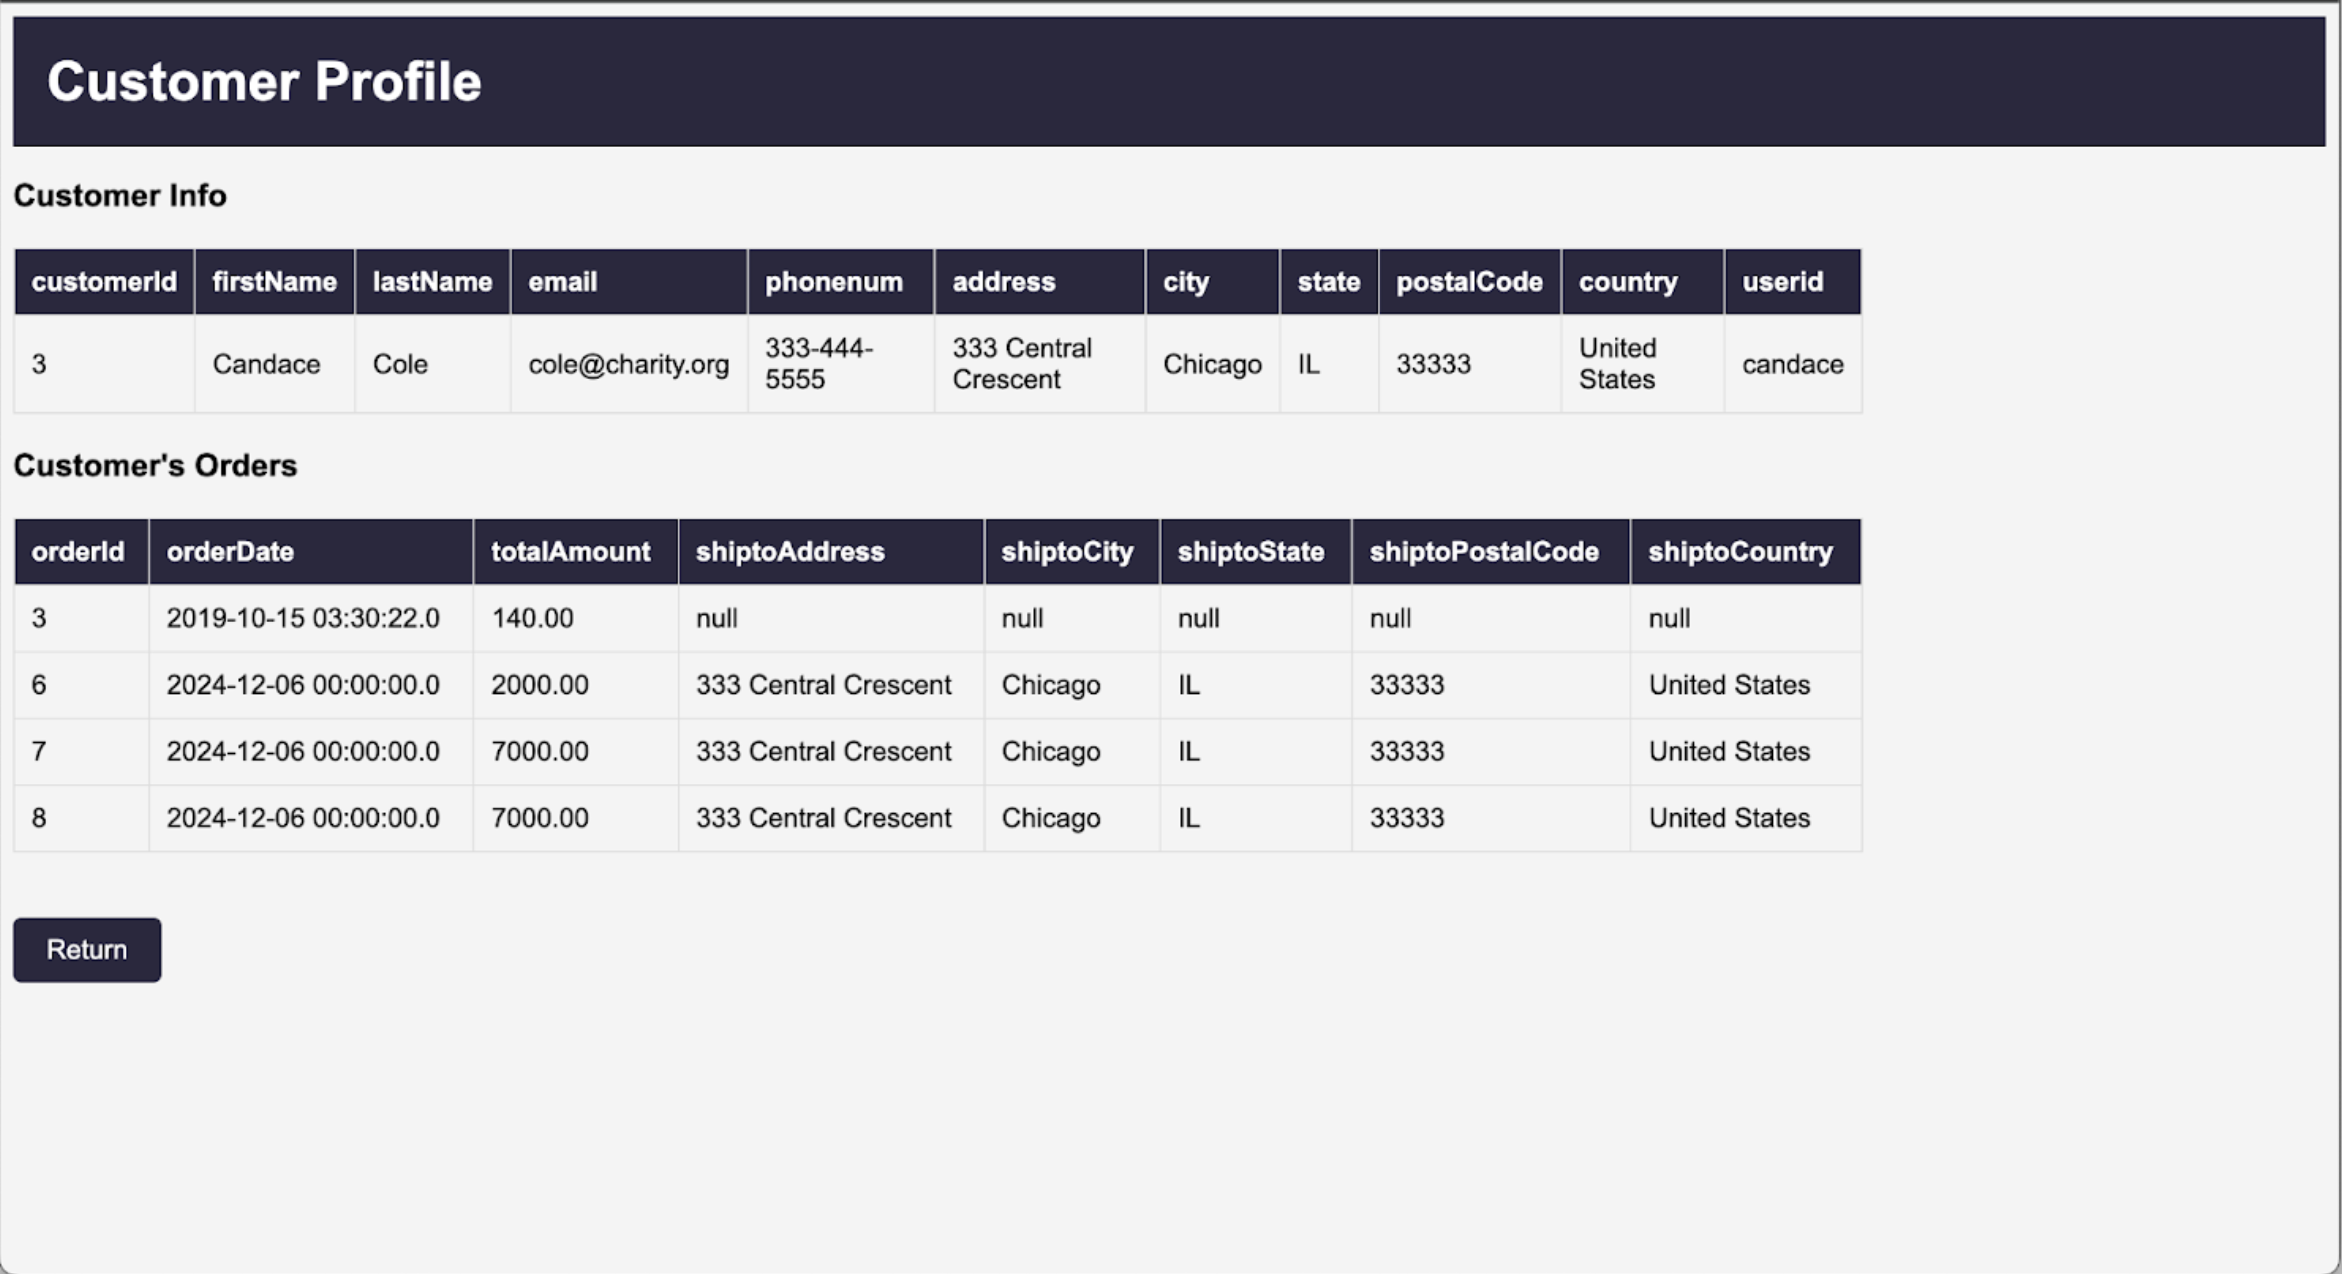 Customer Profile
Customer Info
customerId firstName lastName email phonenum address city state postalCode country userid
3 Candace Cole cole@charity.org 333-444-5555 333 Central Crescent Chicago IL 33333 United States candace
Customer's Orders
orderId orderDate totalAmount shiptoAddress shiptoCity shiptoState shiptoPostalCode shiptoCountry
3 2019-10-15 03:30:22.0 140.00 null null null null null
6 2024-12-06 00:00:00.0 2000.00 333 Central Crescent Chicago IL 33333 United States
7 2024-12-06 00:00:00.0 7000.00 333 Central Crescent Chicago IL 33333 United States
8 2024-12-06 00:00:00.0 7000.00 333 Central Crescent Chicago IL 33333 United States
Return